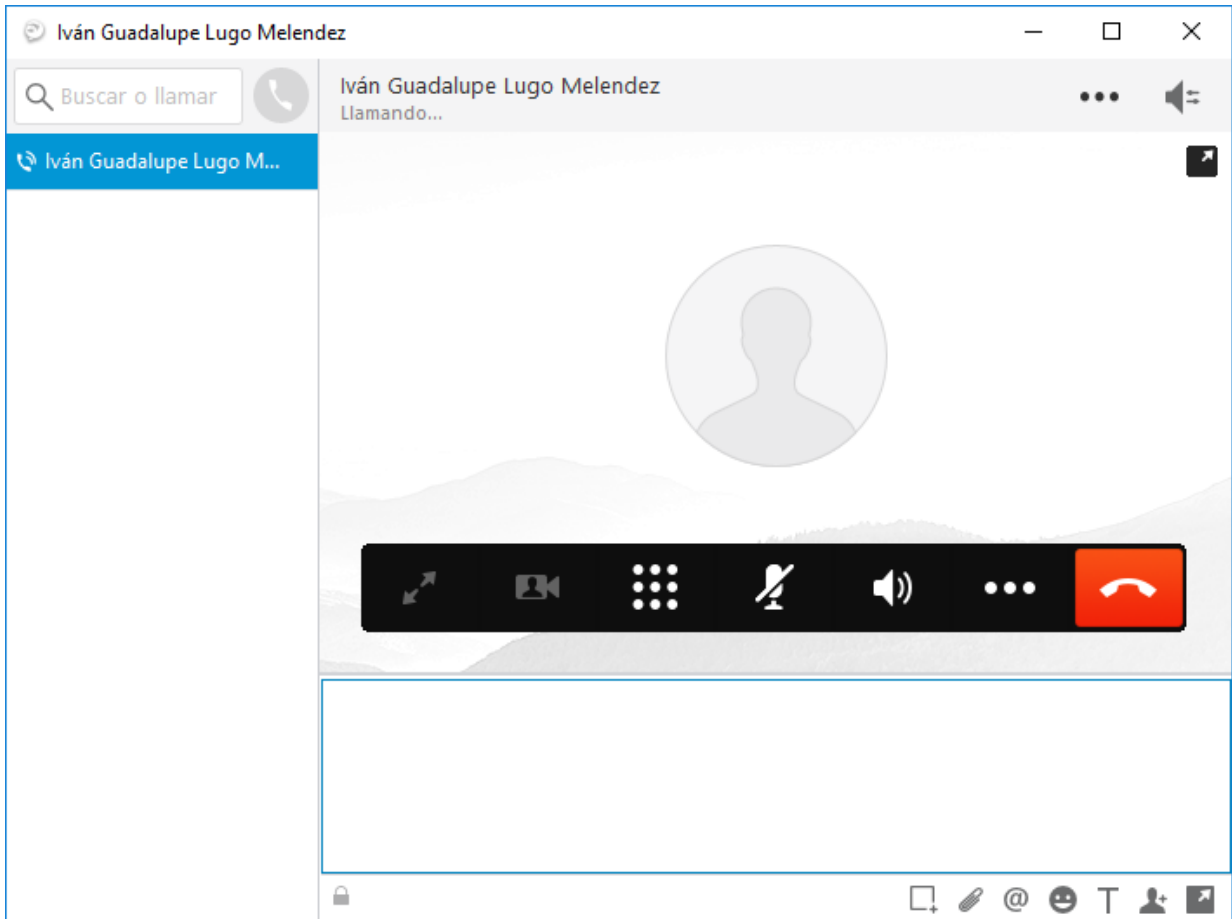 Iván Guadalupe Lugo Melendez
Buscar o llamar
Iván Guadalupe Lugo Melendez
Llamando...
Iván Guadalupe Lugo M...